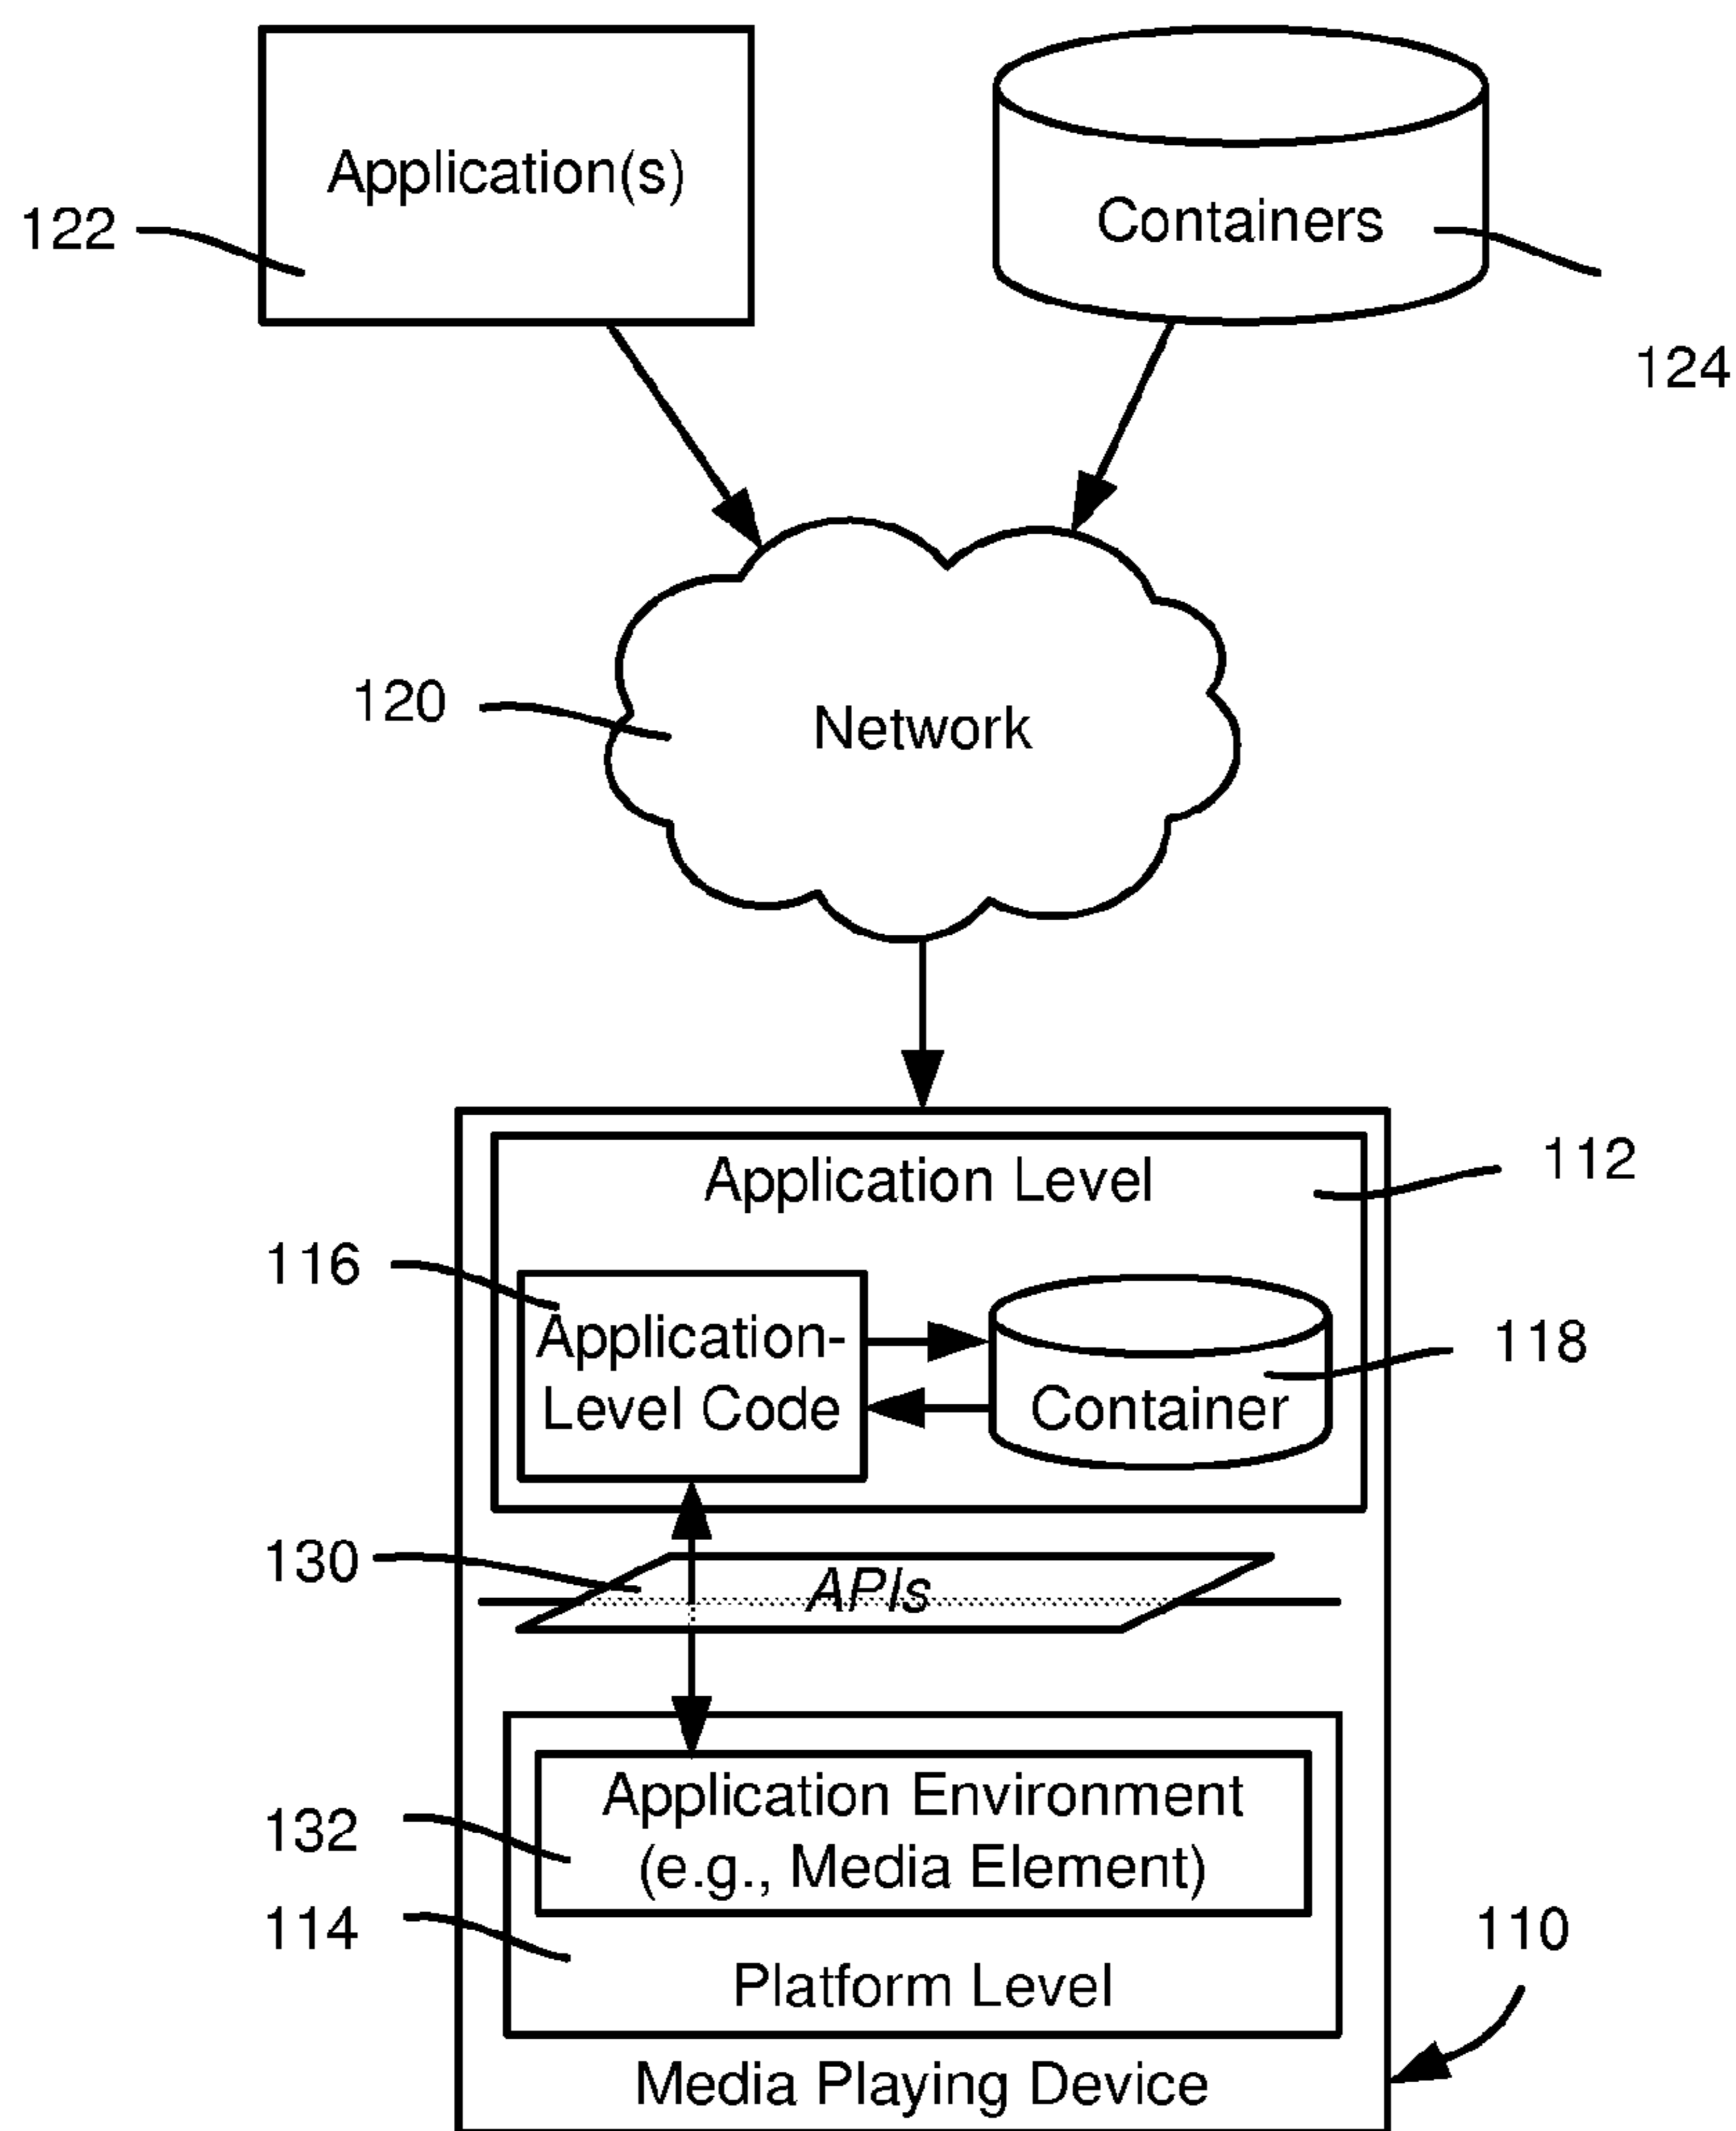 Application(s)
122
Containers
124
120
Network
Application Level
112
116
Application-
Level Code
Container
118
130
APIs
Application Environment
(e.g., Media Element)
132
114
Platform Level
110
Media Playing Device